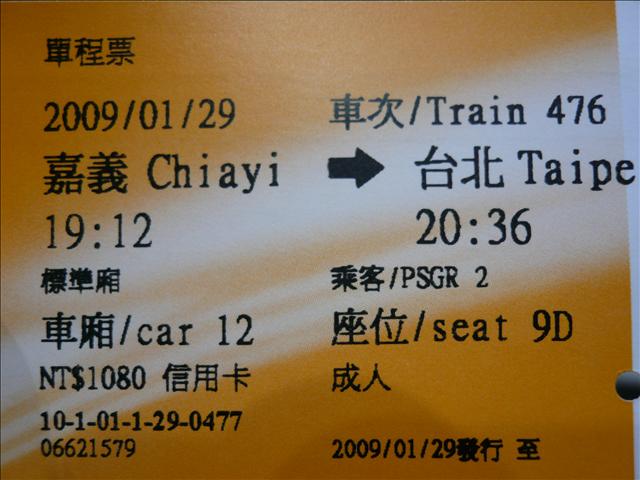 單程票
2009/01/29 車次/Train 476
嘉義 Chiayi → 台北 Taipe
19:12 20:36
標準廂 乘客/PSGR 2
車廂/car 12 座位/seat 9D
NT$1080 信用卡 成人
10-1-01-1-29-0477
06621579 2009/01/29發行 至